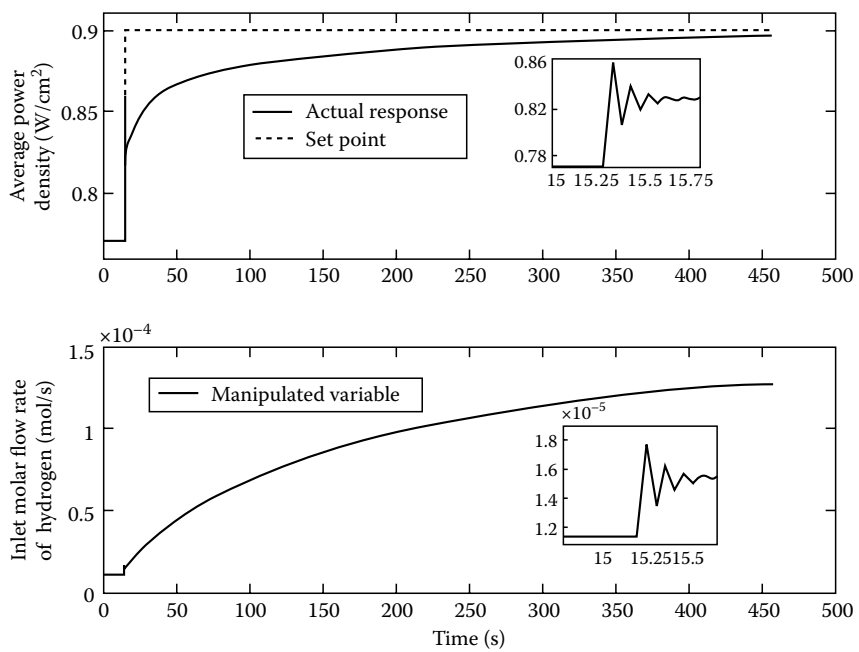 Average power
density (W/cm²)
0.9
0.85
0.8
Actual response
Set point
0.86
0.82
0.78
15 15.25 15.5 15.75
0 50 100 150 200 250 300 350 400 450 500
×10⁻⁴
Inlet molar flow rate
of hydrogen (mol/s)
1.5
1
0.5
0
Manipulated variable
×10⁻⁵
1.8
1.6
1.4
1.2
15 15.25 15.5
0 50 100 150 200 250 300 350 400 450 500
Time (s)